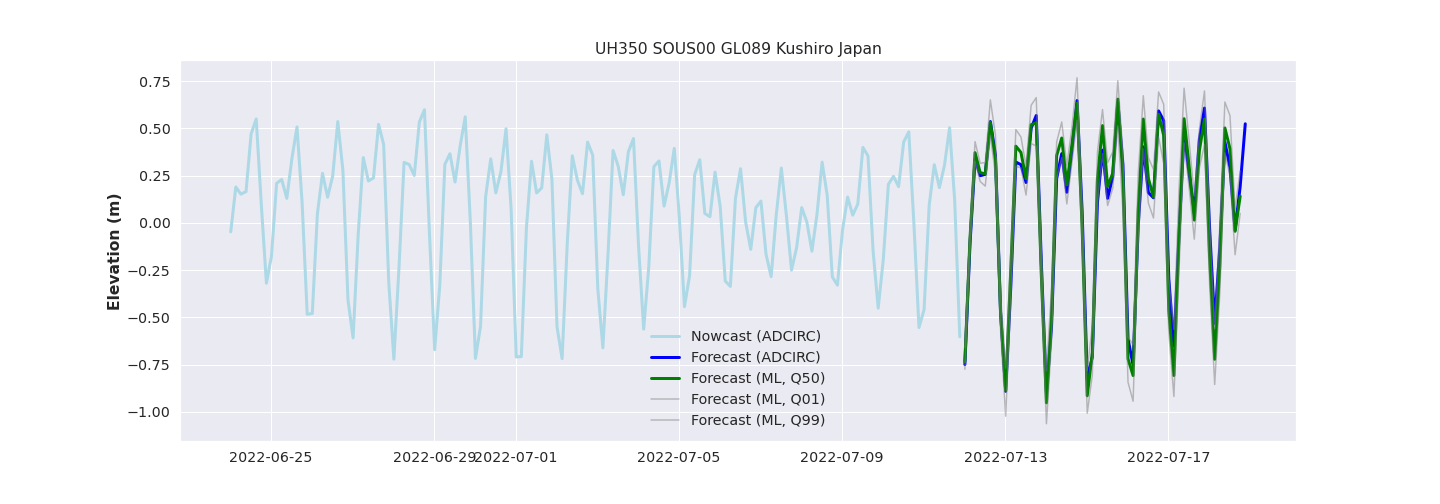 UH350 SOUS00 GL089 Kushiro Japan
Elevation (m)
0.75
0.50
0.25
0.00
−0.25
−0.50
−0.75
−1.00
Nowcast (ADCIRC)
Forecast (ADCIRC)
Forecast (ML, Q50)
Forecast (ML, Q01)
Forecast (ML, Q99)
2022-06-25 2022-06-29 2022-07-01 2022-07-05 2022-07-09 2022-07-13 2022-07-17